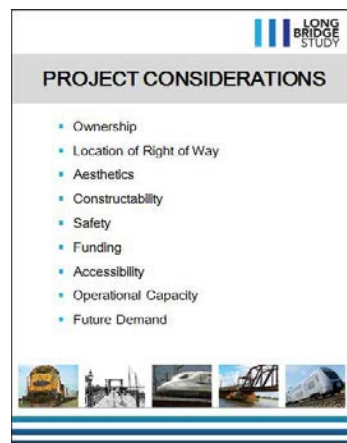 LONG
BRIDGE
STUDY
PROJECT CONSIDERATIONS
Ownership
Location of Right of Way
Aesthetics
Constructability
Safety
Funding
Accessibility
Operational Capacity
Future Demand